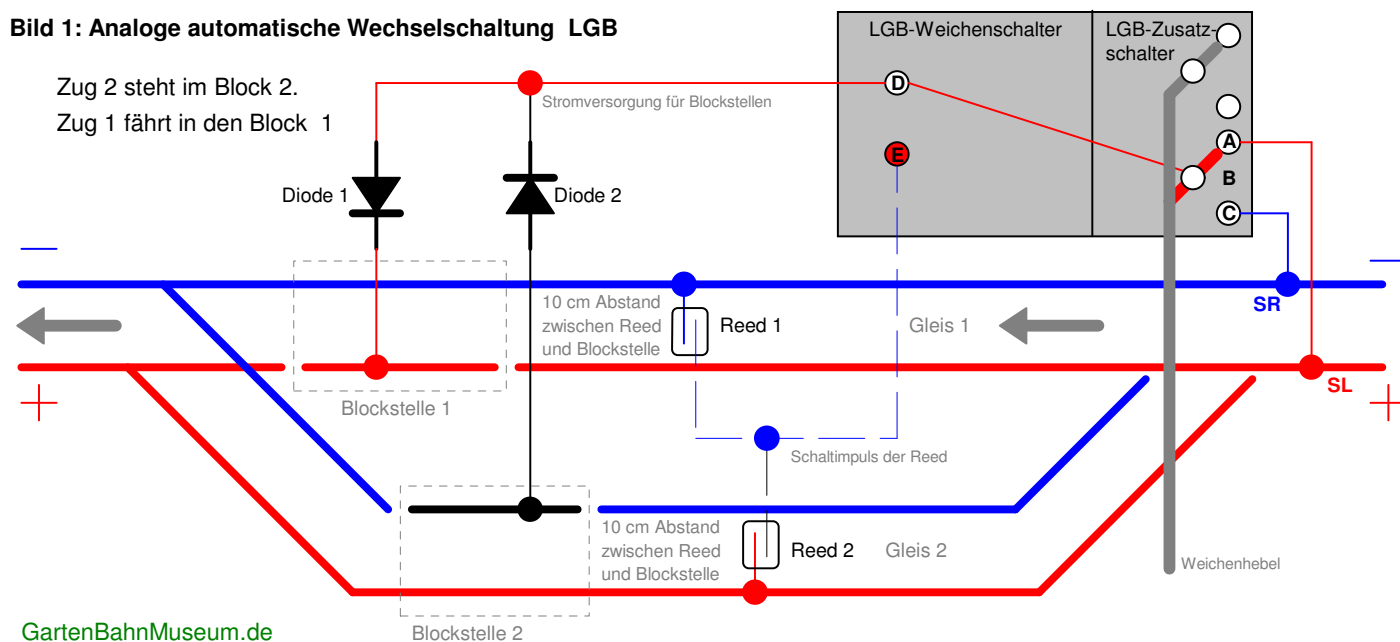 Bild 1: Analoge automatische Wechselschaltung LGB
Zug 2 steht im Block 2.
Zug 1 fährt in den Block 1
LGB-Weichenschalter
LGB-Zusatz-
schalter
D
E
A
B
C
Stromversorgung für Blockstellen
Diode 1
Diode 2
SR
SL
10 cm Abstand
zwischen Reed
und Blockstelle
Reed 1
Gleis 1
Blockstelle 1
Schaltimpuls der Reed
10 cm Abstand
zwischen Reed
und Blockstelle
Reed 2
Gleis 2
Weichenhebel
Blockstelle 2
GartenBahnMuseum.de